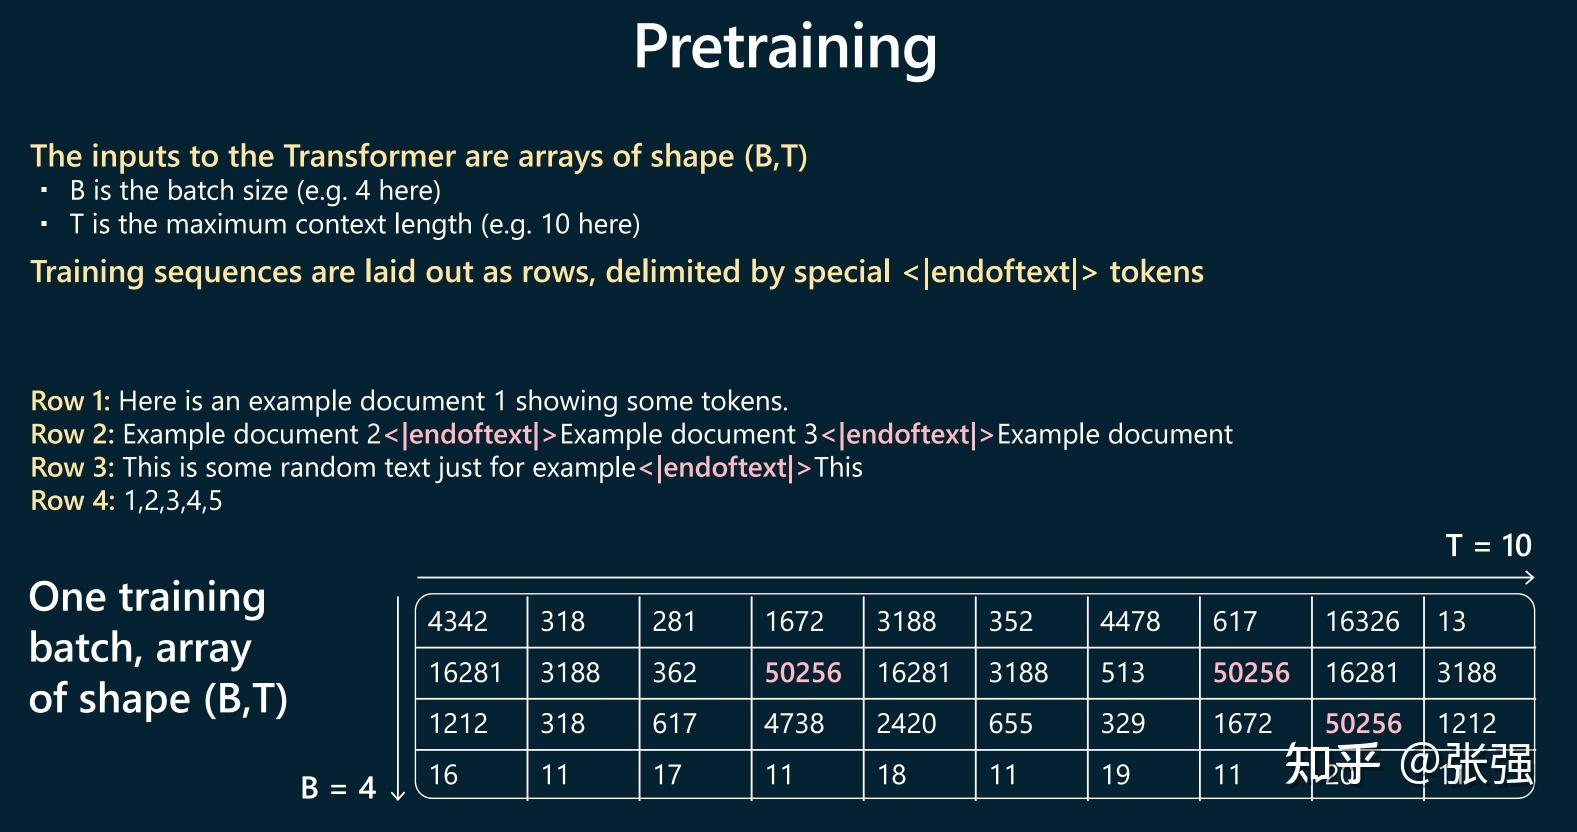 Pretraining
The inputs to the Transformer are arrays of shape (B,T)
▪ B is the batch size (e.g. 4 here)
▪ T is the maximum context length (e.g. 10 here)
Training sequences are laid out as rows, delimited by special <|endoftext|> tokens
Row 1: Here is an example document 1 showing some tokens.
Row 2: Example document 2<|endoftext|>Example document 3<|endoftext|>Example document
Row 3: This is some random text just for example<|endoftext|>This
Row 4: 1,2,3,4,5
T = 10
One training
batch, array
of shape (B,T)
B = 4
4342 318 281 1672 3188 352 4478 617 16326 13
16281 3188 362 50256 16281 3188 513 50256 16281 3188
1212 318 617 4738 2420 655 329 1672 50256 1212
16 11 17 11 18 11 19 11 20 11
知乎 @张强